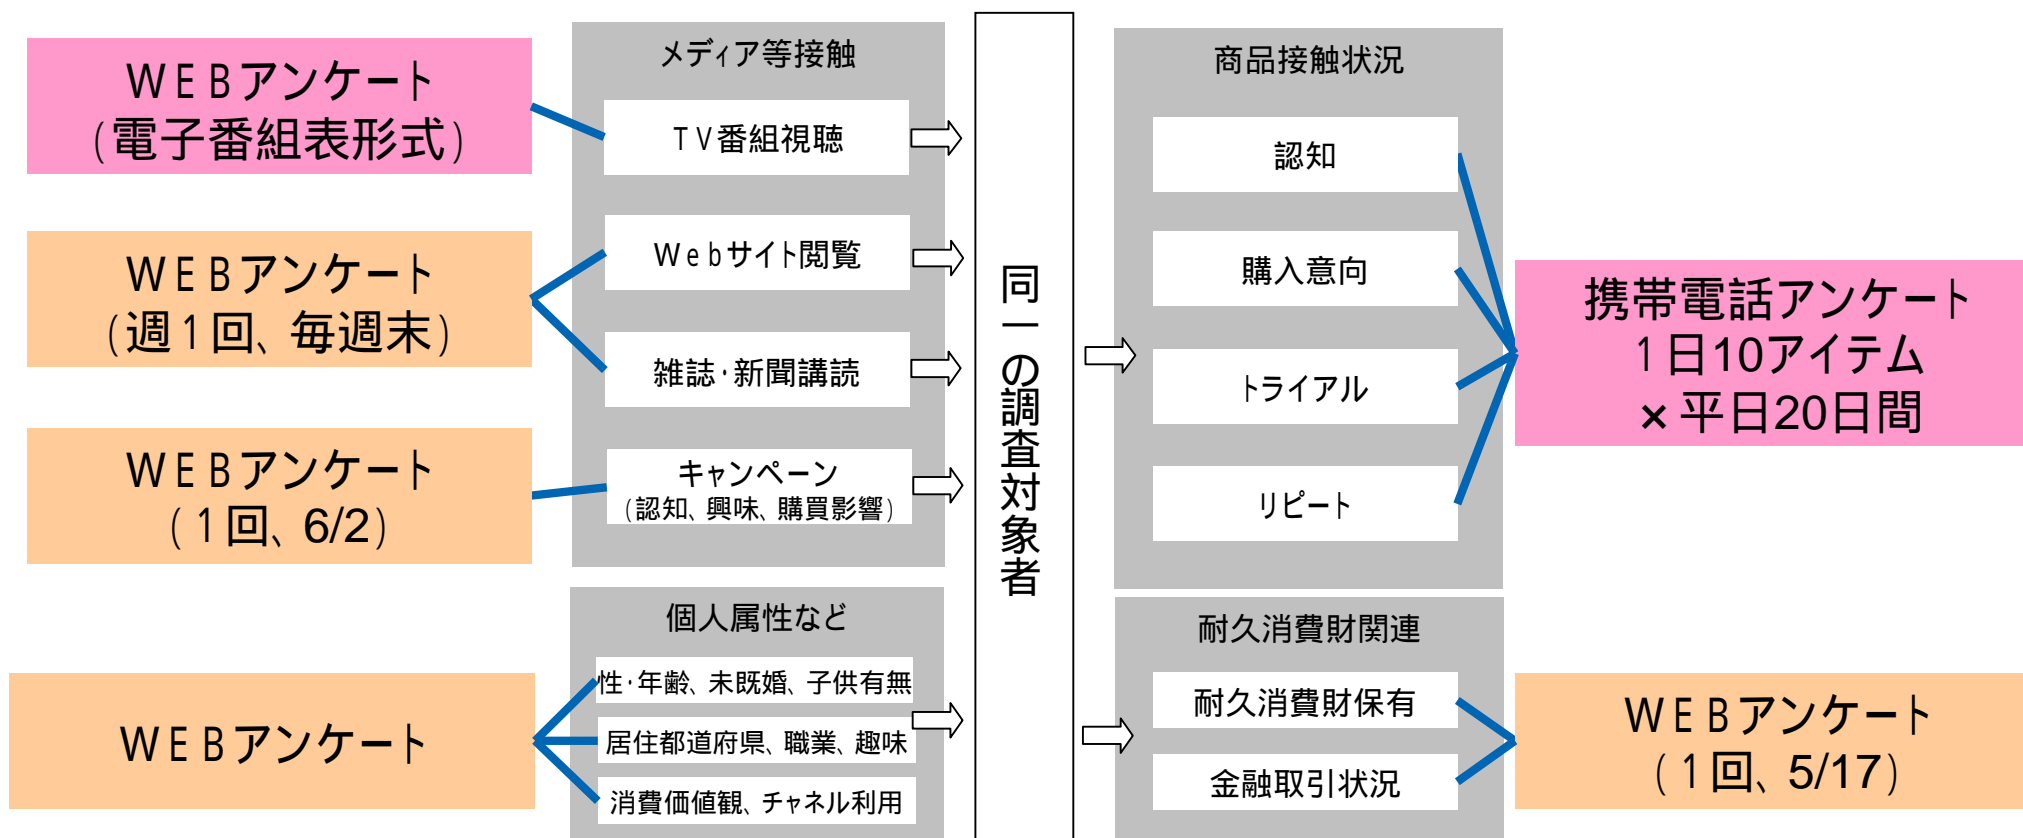 WEBアンケート
(電子番組表形式)
WEBアンケート
(週1回、毎週末)
WEBアンケート
(1回、6/2)
WEBアンケート
メディア等接触
TV番組視聴
Webサイト閲覧
雑誌・新聞講読
キャンペーン
(認知、興味、購買影響)
個人属性など
性・年齢、未既婚、子供有無
居住都道府県、職業、趣味
消費価値観、チャネル利用
同一の調査対象者
商品接触状況
認知
購入意向
トライアル
リピート
耐久消費財関連
耐久消費財保有
金融取引状況
携帯電話アンケート
1日10アイテム
×平日20日間
WEBアンケート
(1回、5/17)